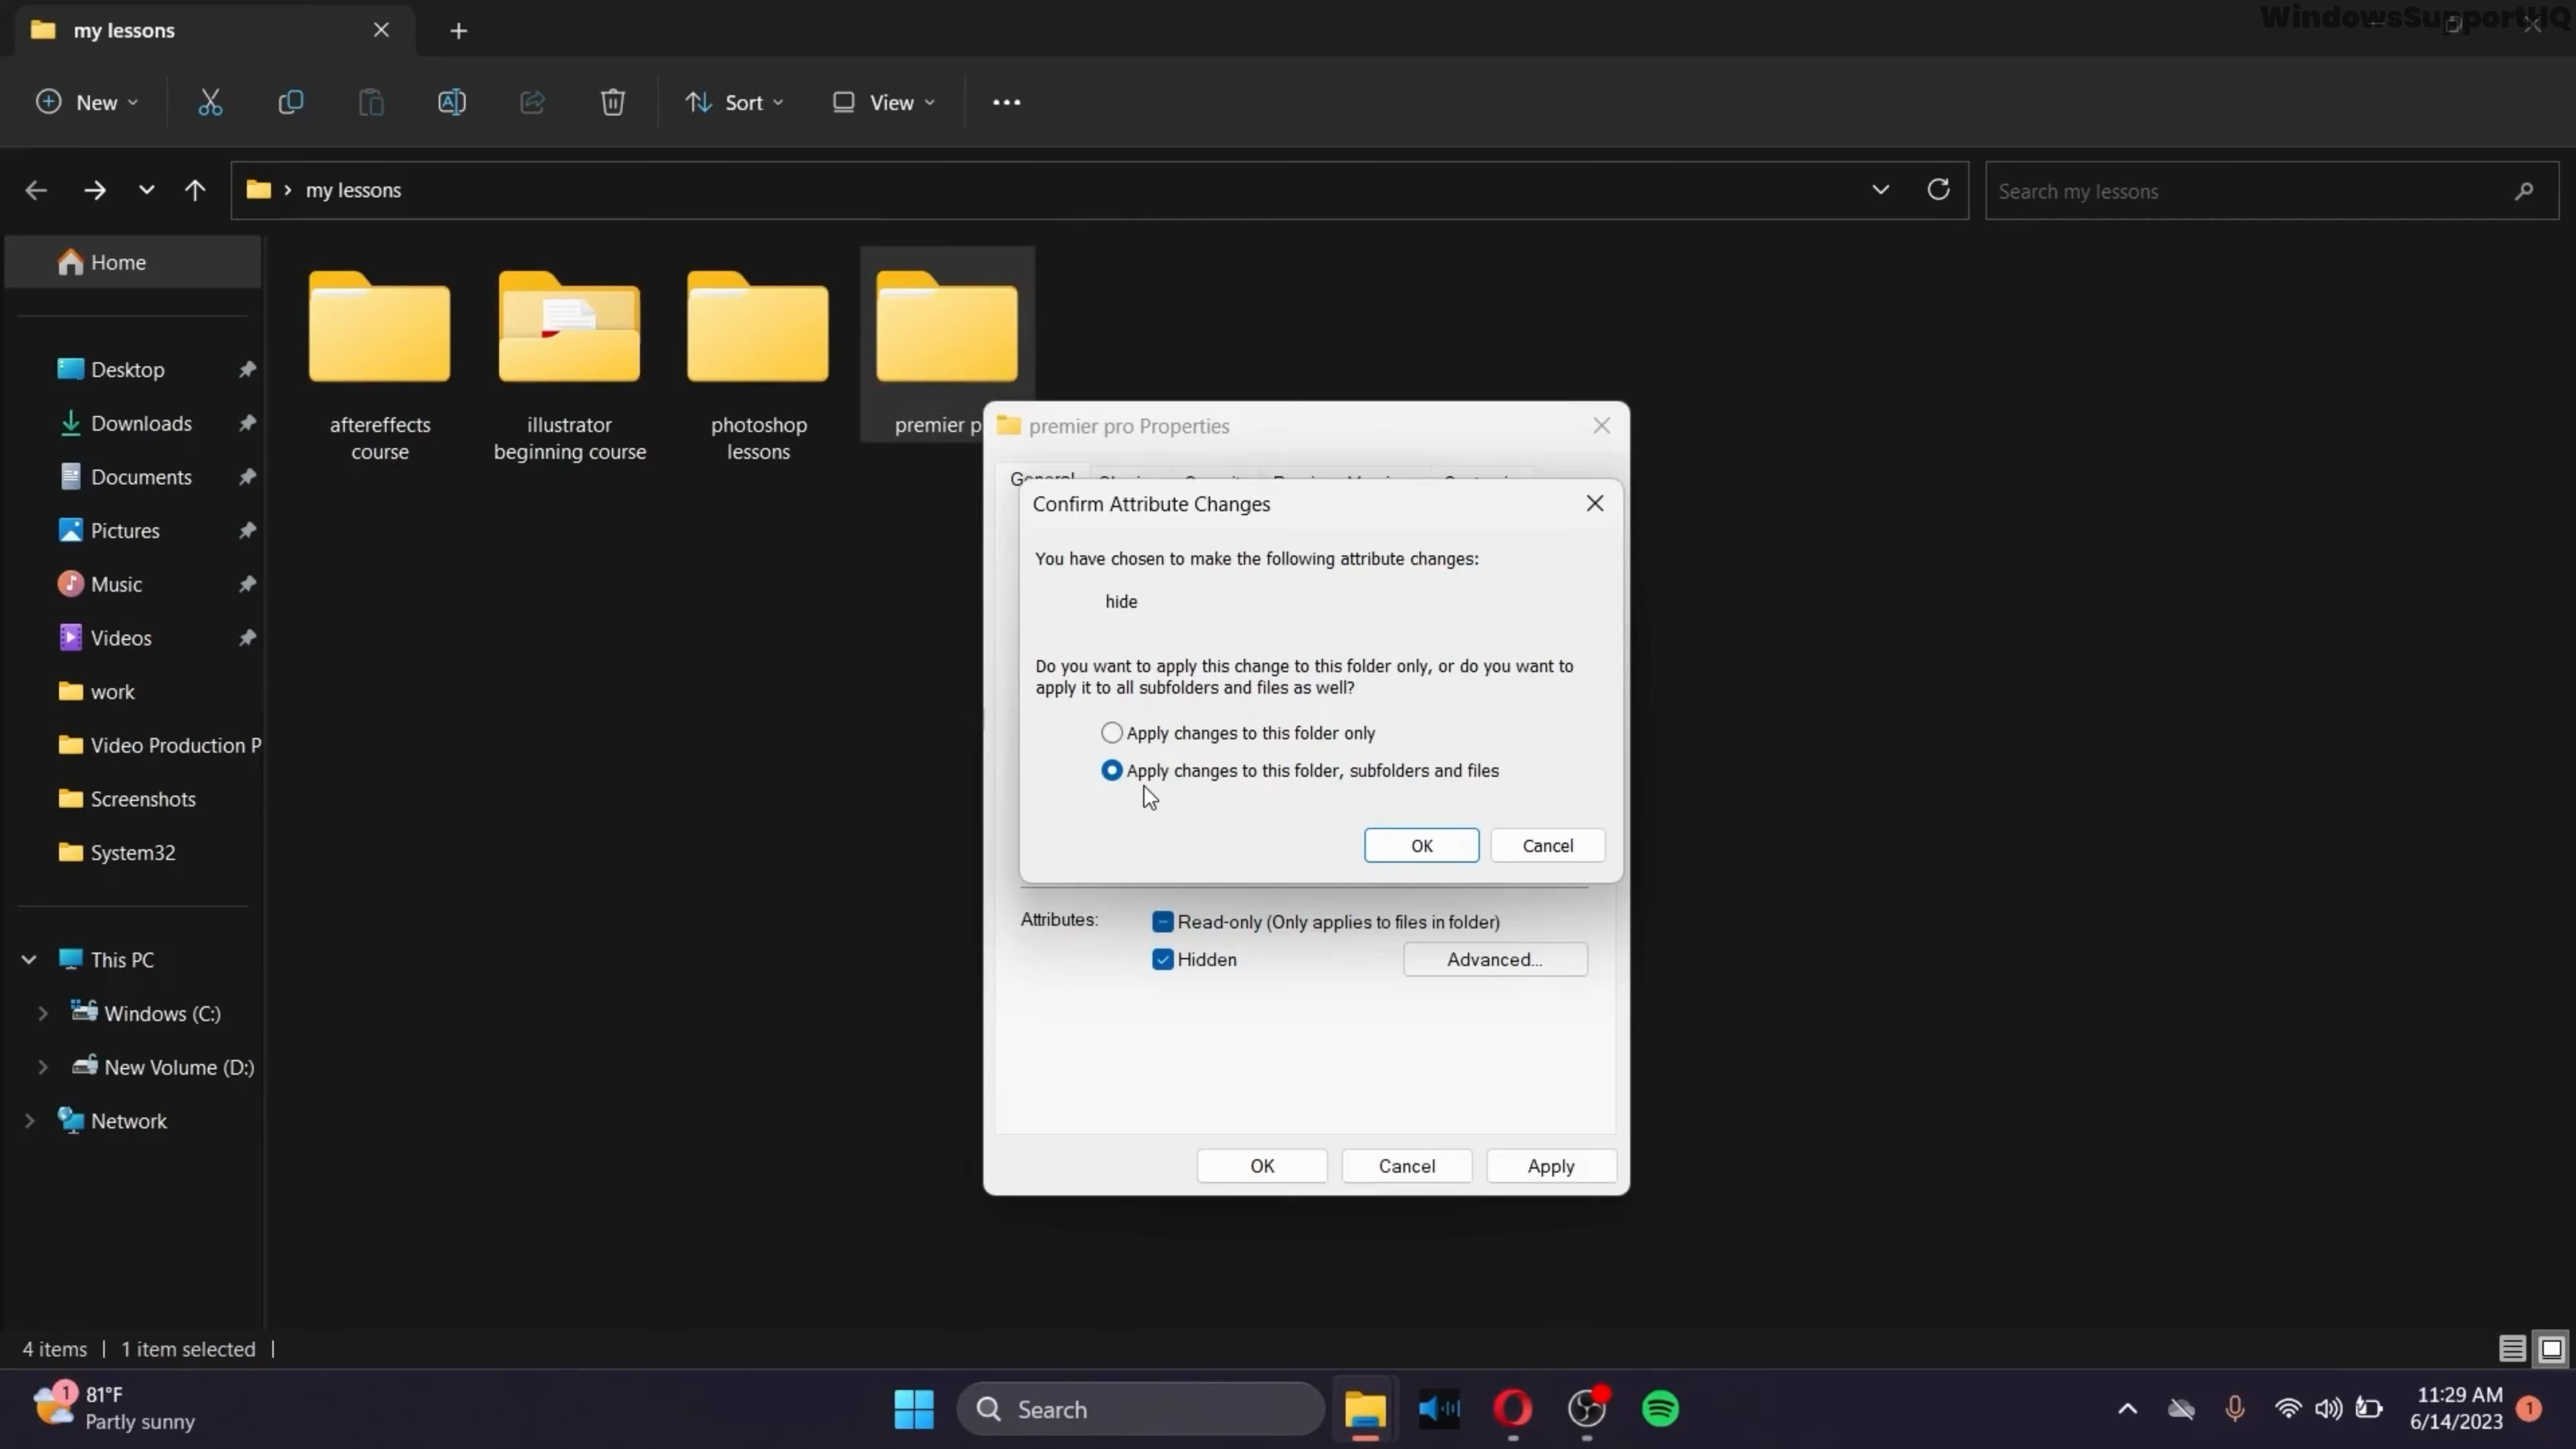 WindowsSupportHQ
my lessons
New
Sort
View
my lessons
Search my lessons
Home
Desktop
Downloads
Documents
Pictures
Music
Videos
work
Video Production P
Screenshots
System32
This PC
Windows (C:)
New Volume (D:)
Network
aftereffects
course
illustrator
beginning course
photoshop
lessons
premier p
premier pro Properties
General
Confirm Attribute Changes
You have chosen to make the following attribute changes:
hide
Do you want to apply this change to this folder only, or do you want to
apply it to all subfolders and files as well?
Apply changes to this folder only
Apply changes to this folder, subfolders and files
OK Cancel
Attributes: Read-only (Only applies to files in folder)
Hidden Advanced...
OK Cancel Apply
4 items | 1 item selected |
1 81°F
Partly sunny
Search
11:29 AM
6/14/2023 1